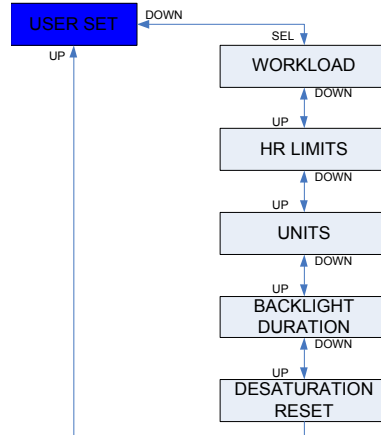 USER SET
DOWN
SEL
UP
WORKLOAD
DOWN
UP
HR LIMITS
DOWN
UP
UNITS
DOWN
UP
BACKLIGHT
DURATION
DOWN
UP
DESATURATION
RESET